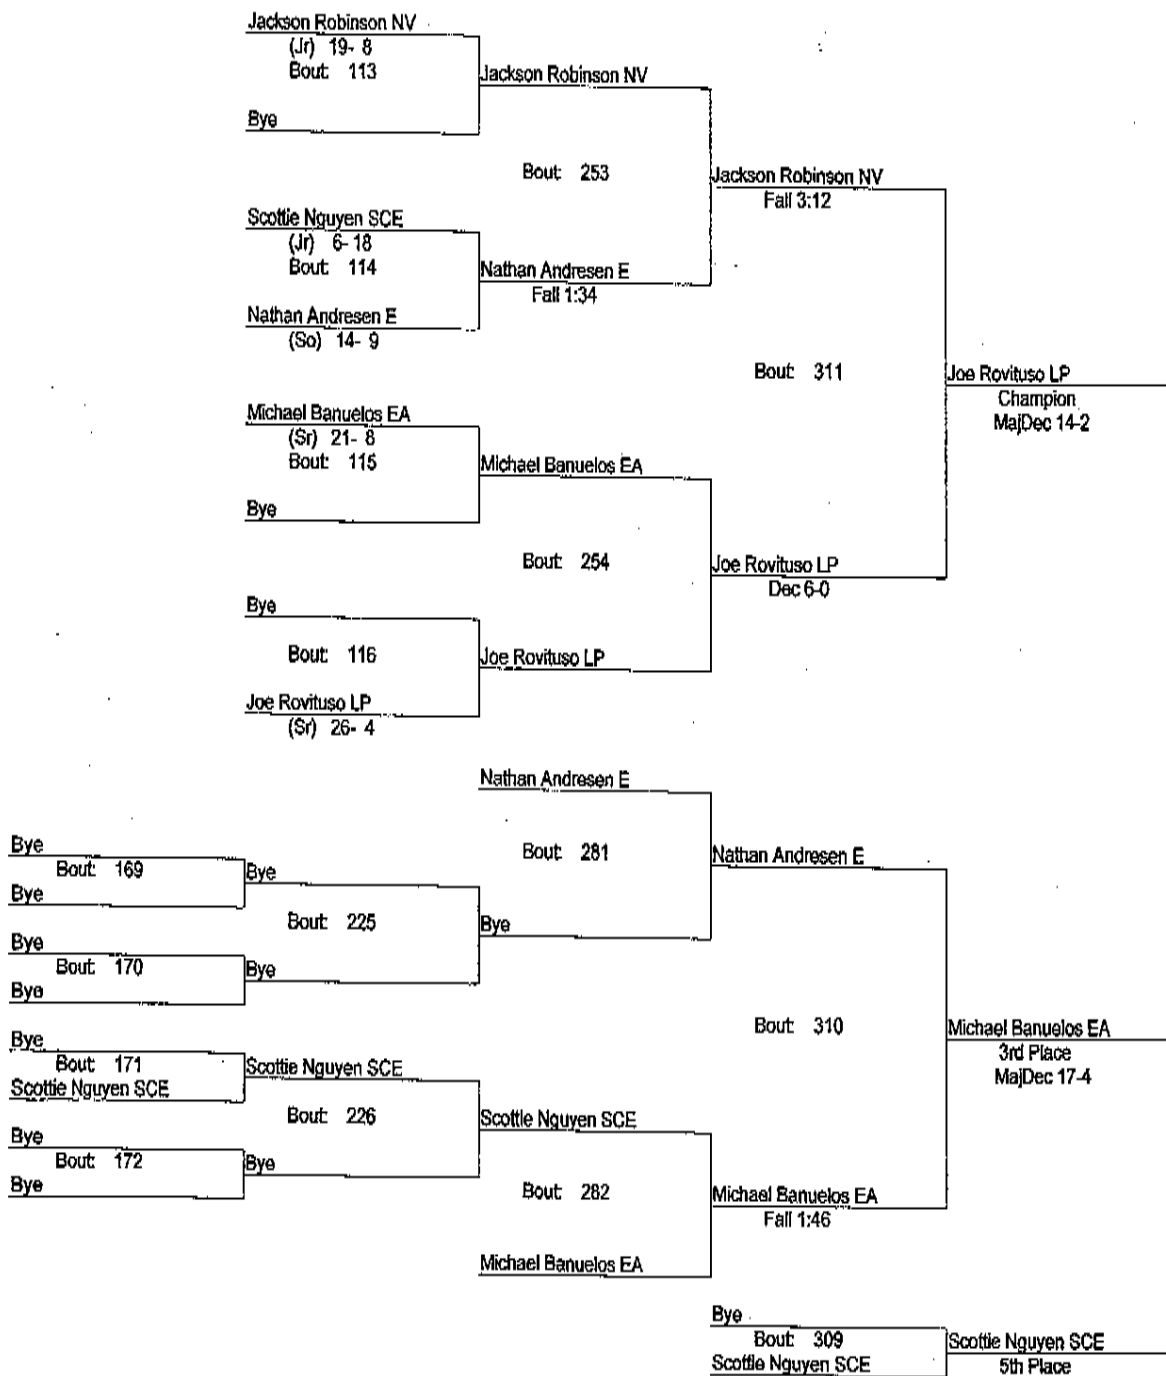 Jackson Robinson NV
(Jr) 19- 8
Bout: 113
Jackson Robinson NV
Bye
Bout: 253
Jackson Robinson NV
Fall 3:12
Scottie Nguyen SCE
(Jr) 6- 18
Bout: 114
Nathan Andresen E
Fall 1:34
Nathan Andresen E
(So) 14- 9
Bout: 311
Joe Rovituso LP
Champion
MajDec 14-2
Michael Banuelos EA
(Sr) 21- 8
Bout: 115
Michael Banuelos EA
Bye
Bout: 254
Joe Rovituso LP
Dec 6-0
Bye
Bout: 116
Joe Rovituso LP
Joe Rovituso LP
(Sr) 26- 4
Nathan Andresen E
Bye
Bout: 169
Bye
Bye
Bout: 281
Nathan Andresen E
Bout: 225
Bye
Bye
Bout: 170
Bye
Bye
Bout: 310
Michael Banuelos EA
3rd Place
MajDec 17-4
Bye
Bout: 171
Scottie Nguyen SCE
Scottie Nguyen SCE
Bout: 226
Scottie Nguyen SCE
Bye
Bout: 172
Bye
Bye
Bout: 282
Michael Banuelos EA
Fall 1:46
Michael Banuelos EA
Bye
Bout: 309
Scottie Nguyen SCE
Scottie Nguyen SCE
5th Place